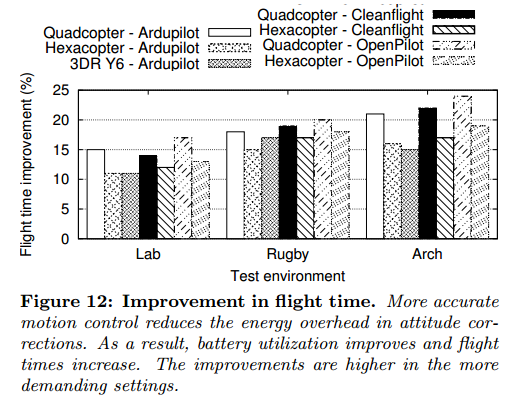 Quadcopter - Ardupilot
Hexacopter - Ardupilot
3DR Y6 - Ardupilot
Quadcopter - Cleanflight
Hexacopter - Cleanflight
Quadcopter - OpenPilot
Hexacopter - OpenPilot
Flight time improvement (%)
25
20
15
10
5
0
Lab Rugby Arch
Test environment
Figure 12: Improvement in flight time. More accurate
motion control reduces the energy overhead in attitude cor-
rections. As a result, battery utilization improves and flight
times increase. The improvements are higher in the more
demanding settings.